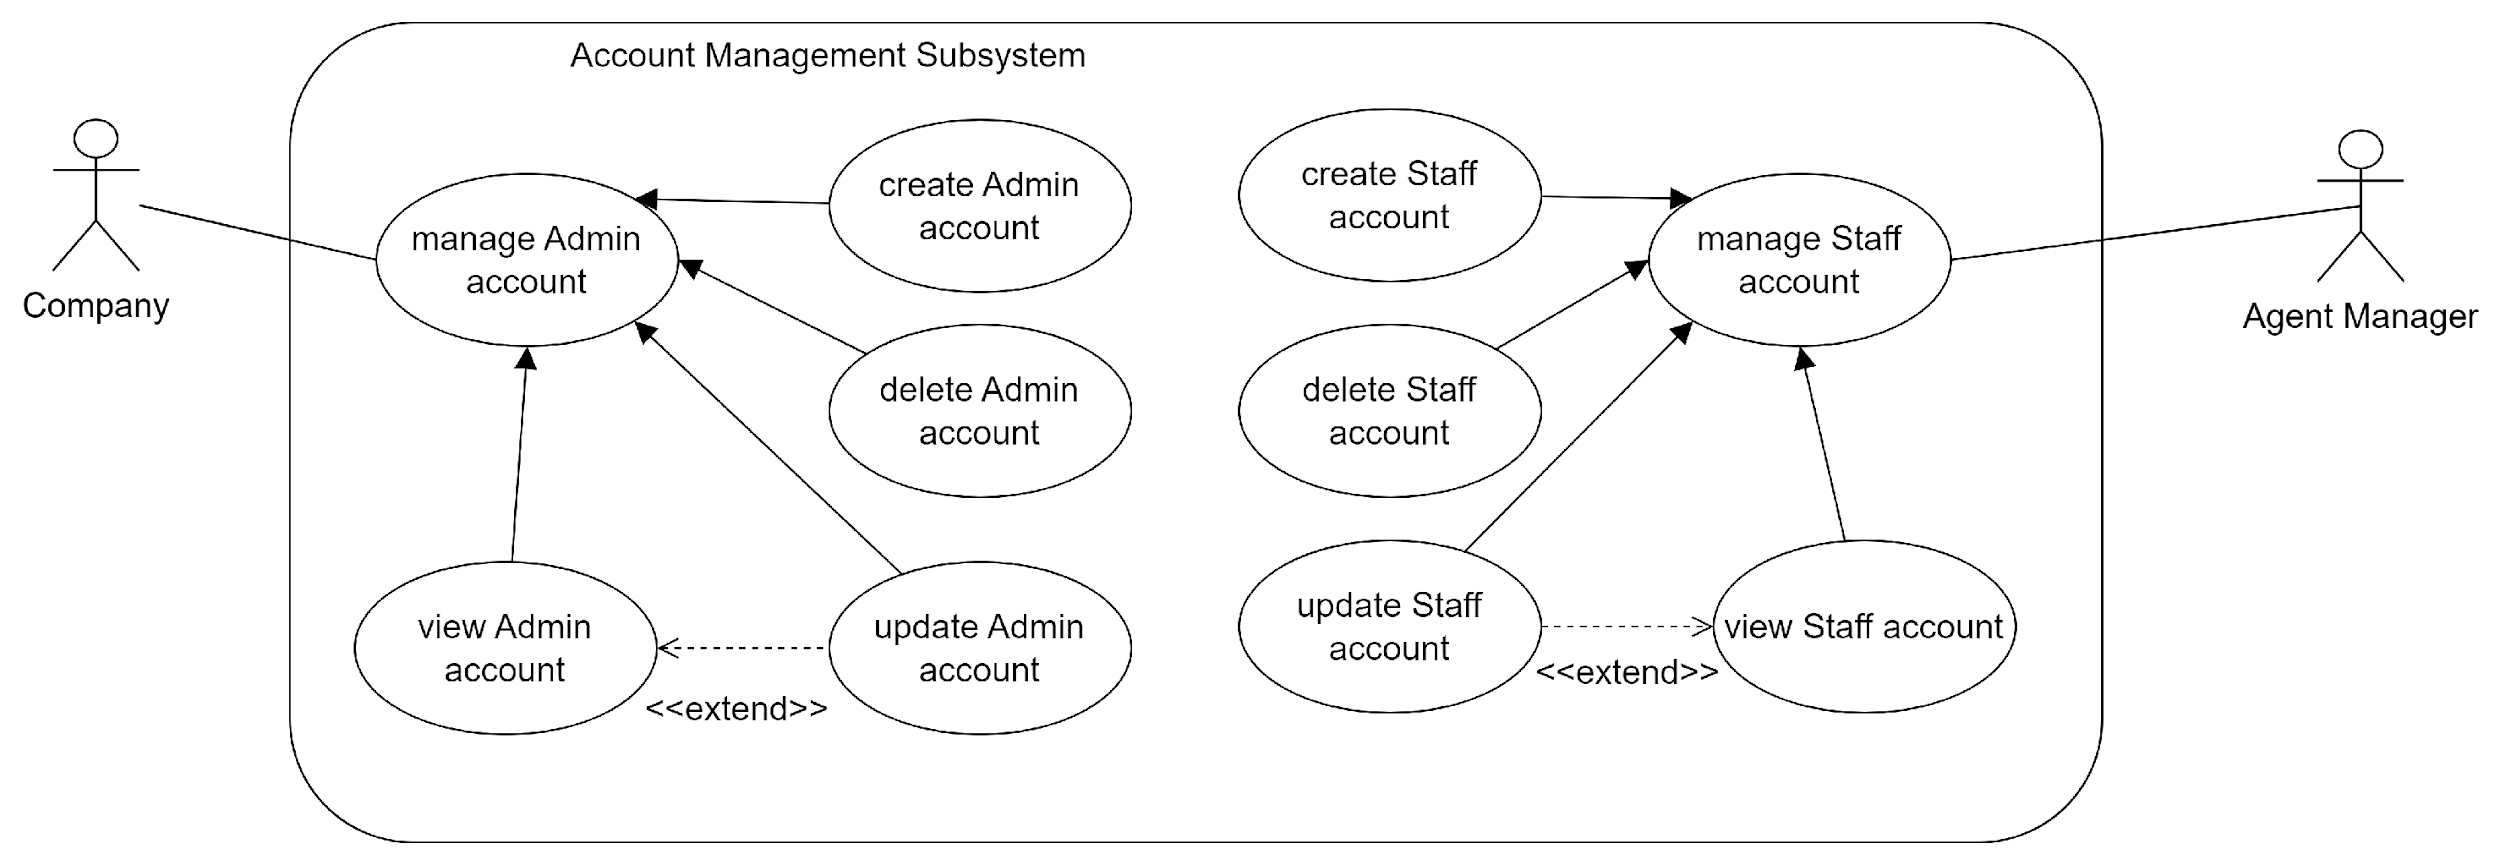 Account Management Subsystem
Company
manage Admin
account
create Admin
account
delete Admin
account
view Admin
account
<<extend>>
update Admin
account
create Staff
account
manage Staff
account
delete Staff
account
update Staff
account
<<extend>>
view Staff account
Agent Manager